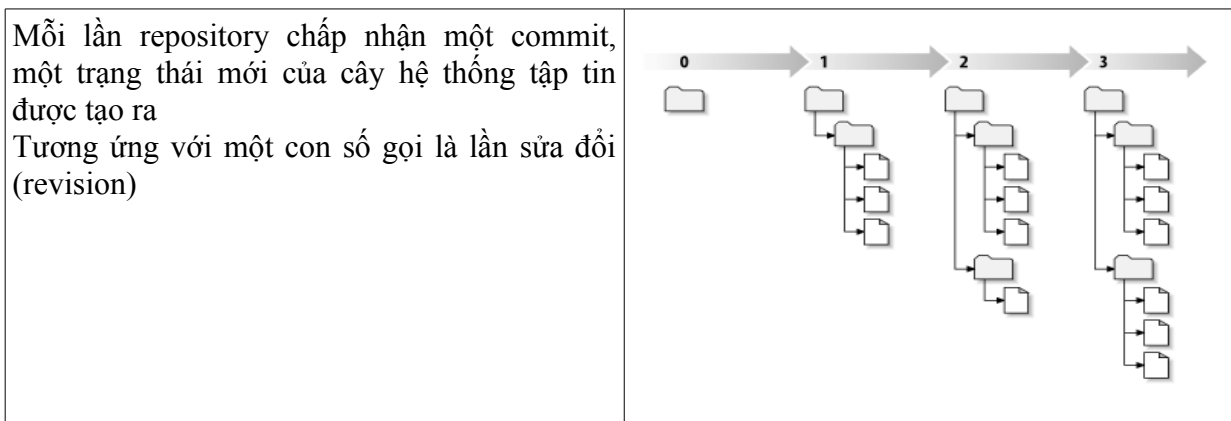 Mỗi lần repository chấp nhận một commit,
một trạng thái mới của cây hệ thống tập tin
được tạo ra
Tương ứng với một con số gọi là lần sửa đổi
(revision)
0 1 2 3